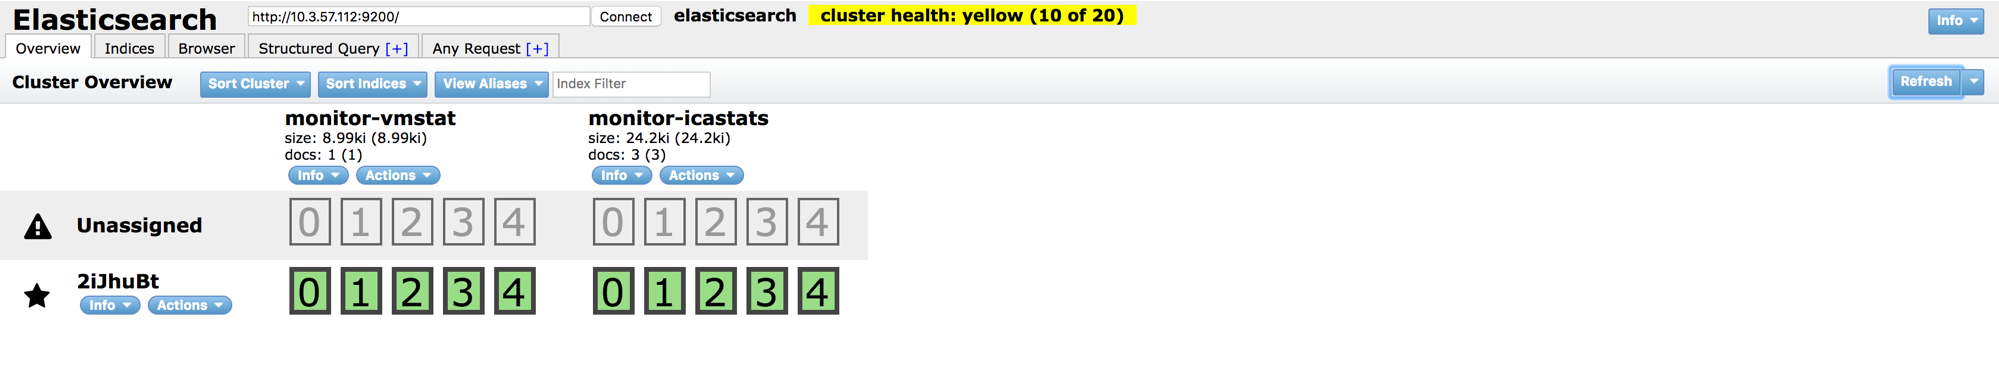 Elasticsearch http://10.3.57.112:9200/ Connect elasticsearch cluster health: yellow (10 of 20) Info
Overview Indices Browser Structured Query [+] Any Request [+]
Cluster Overview Sort Cluster Sort Indices View Aliases Index Filter Refresh
monitor-vmstat monitor-icastats
size: 8.99ki (8.99ki) size: 24.2ki (24.2ki)
docs: 1 (1) docs: 3 (3)
Info Actions Info Actions
Unassigned 0 1 2 3 4 0 1 2 3 4
2iJhuBt 0 1 2 3 4 0 1 2 3 4
Info Actions